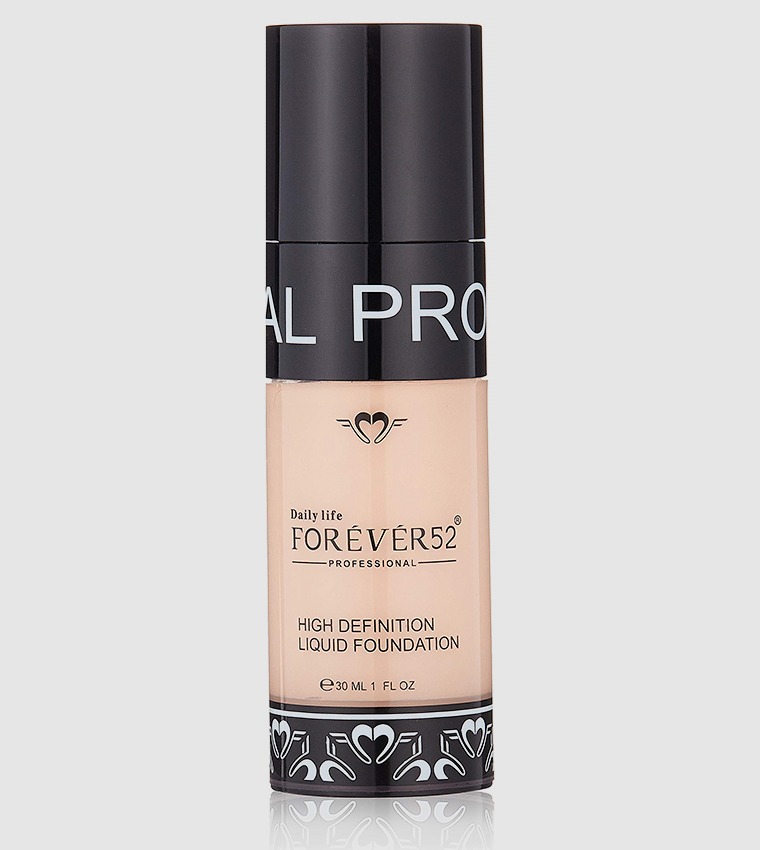 AL PRO
Daily life
FORÉVÉR52®
PROFESSIONAL
HIGH DEFINITION
LIQUID FOUNDATION
℮30 ML 1 FL OZ